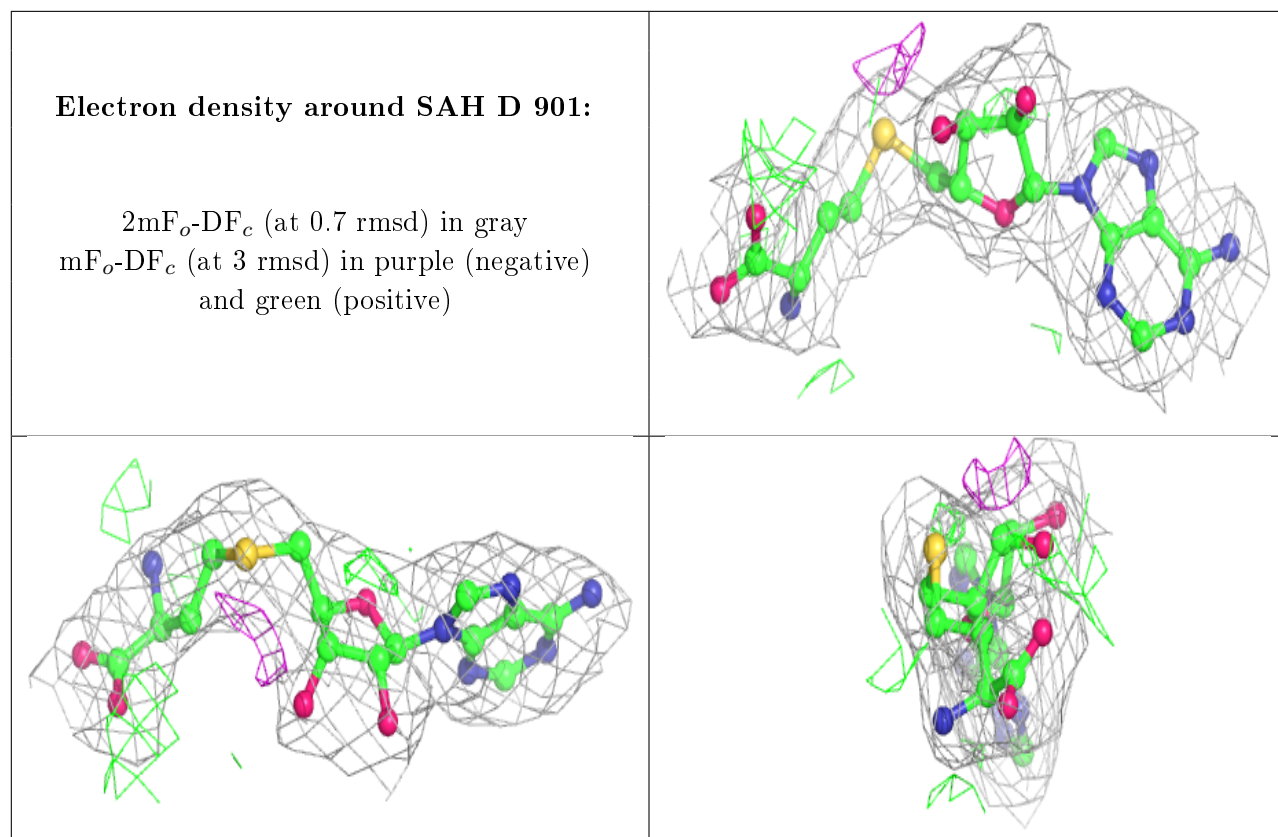 Electron density around SAH D 901:
2mFo-DFc (at 0.7 rmsd) in gray
mFo-DFc (at 3 rmsd) in purple (negative)
and green (positive)